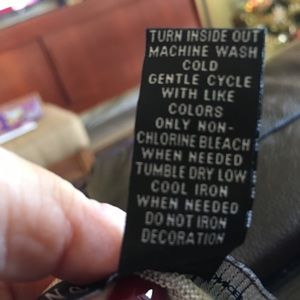 TURN INSIDE OUT
MACHINE WASH
COLD
GENTLE CYCLE
WITH LIKE
COLORS
ONLY NON-
CHLORINE BLEACH
WHEN NEEDED
TUMBLE DRY LOW
COOL IRON
WHEN NEEDED
DO NOT IRON
DECORATION